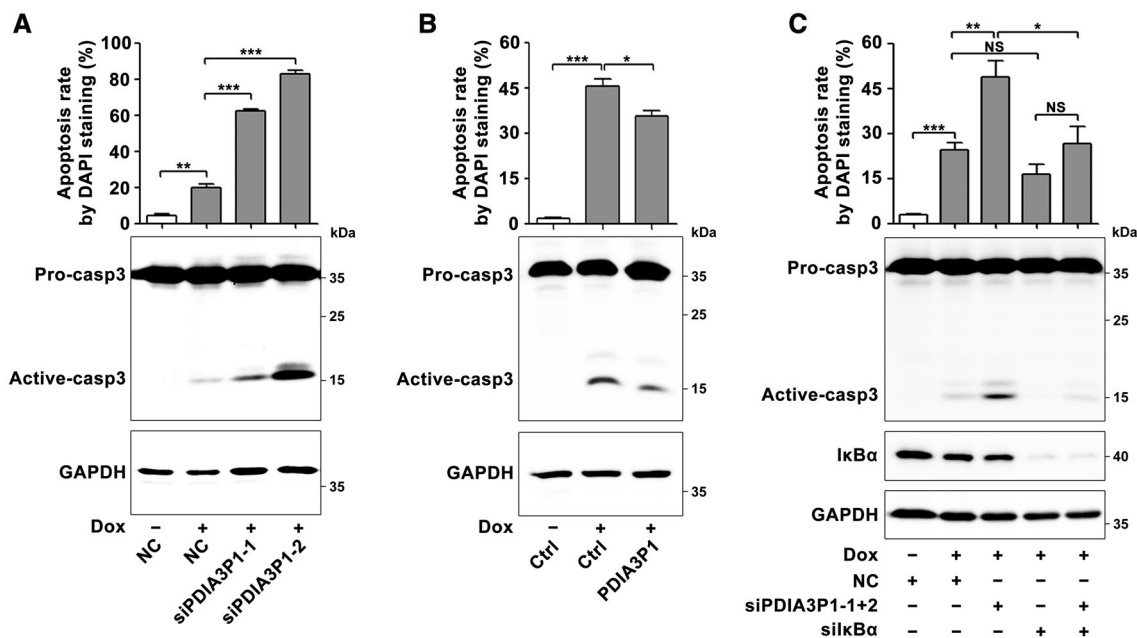 A
Apoptosis rate
by DAPI staining (%)
100
80
60
40
20
0
***
***
**
kDa
Pro-casp3
35
25
Active-casp3
15
GAPDH
35
Dox − + + +
NC NC siPDIA3P1-1 siPDIA3P1-2
B
Apoptosis rate
by DAPI staining (%)
60
45
30
15
0
*** *
kDa
Pro-casp3
35
25
Active-casp3
15
GAPDH
35
Dox − + +
Ctrl Ctrl PDIA3P1
C
Apoptosis rate
by DAPI staining (%)
60
45
30
15
0
** *
NS
NS
***
kDa
Pro-casp3
35
25
Active-casp3
15
IκBα
40
GAPDH
35
Dox − + + + +
NC + + − − −
siPDIA3P1-1+2 − − + − +
siIκBα − − − + +